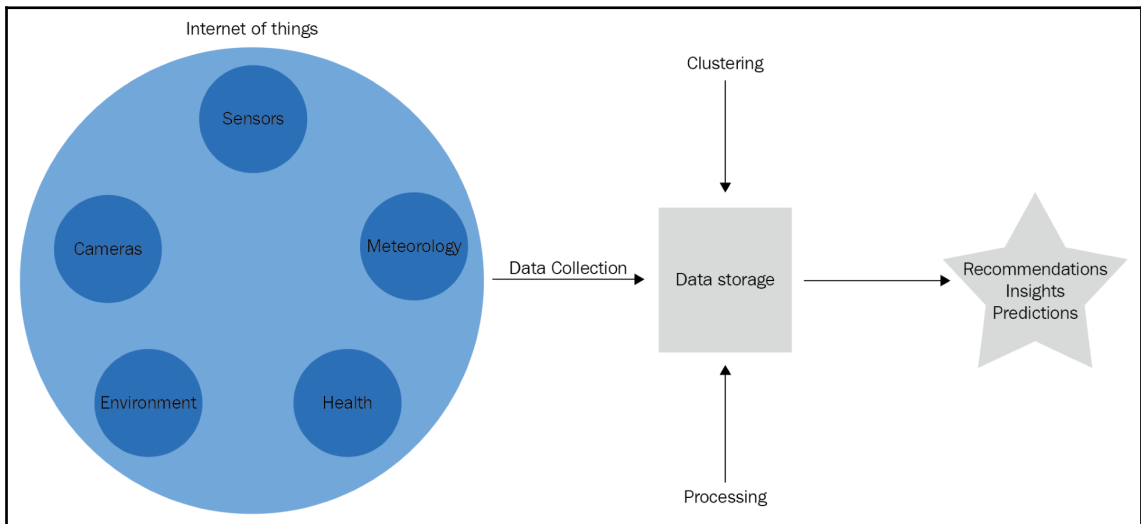 Internet of things
Sensors
Cameras
Meteorology
Environment
Health
Data Collection
Clustering
Data storage
Processing
Recommendations
Insights
Predictions